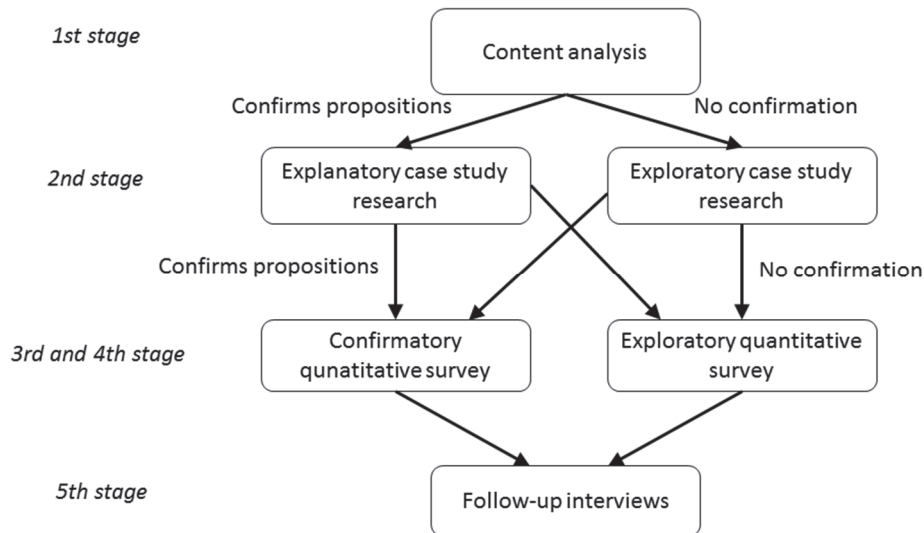 1st stage
Content analysis
Confirms propositions
No confirmation
2nd stage
Explanatory case study
research
Exploratory case study
research
Confirms propositions
No confirmation
3rd and 4th stage
Confirmatory
qunatitative survey
Exploratory quantitative
survey
5th stage
Follow-up interviews